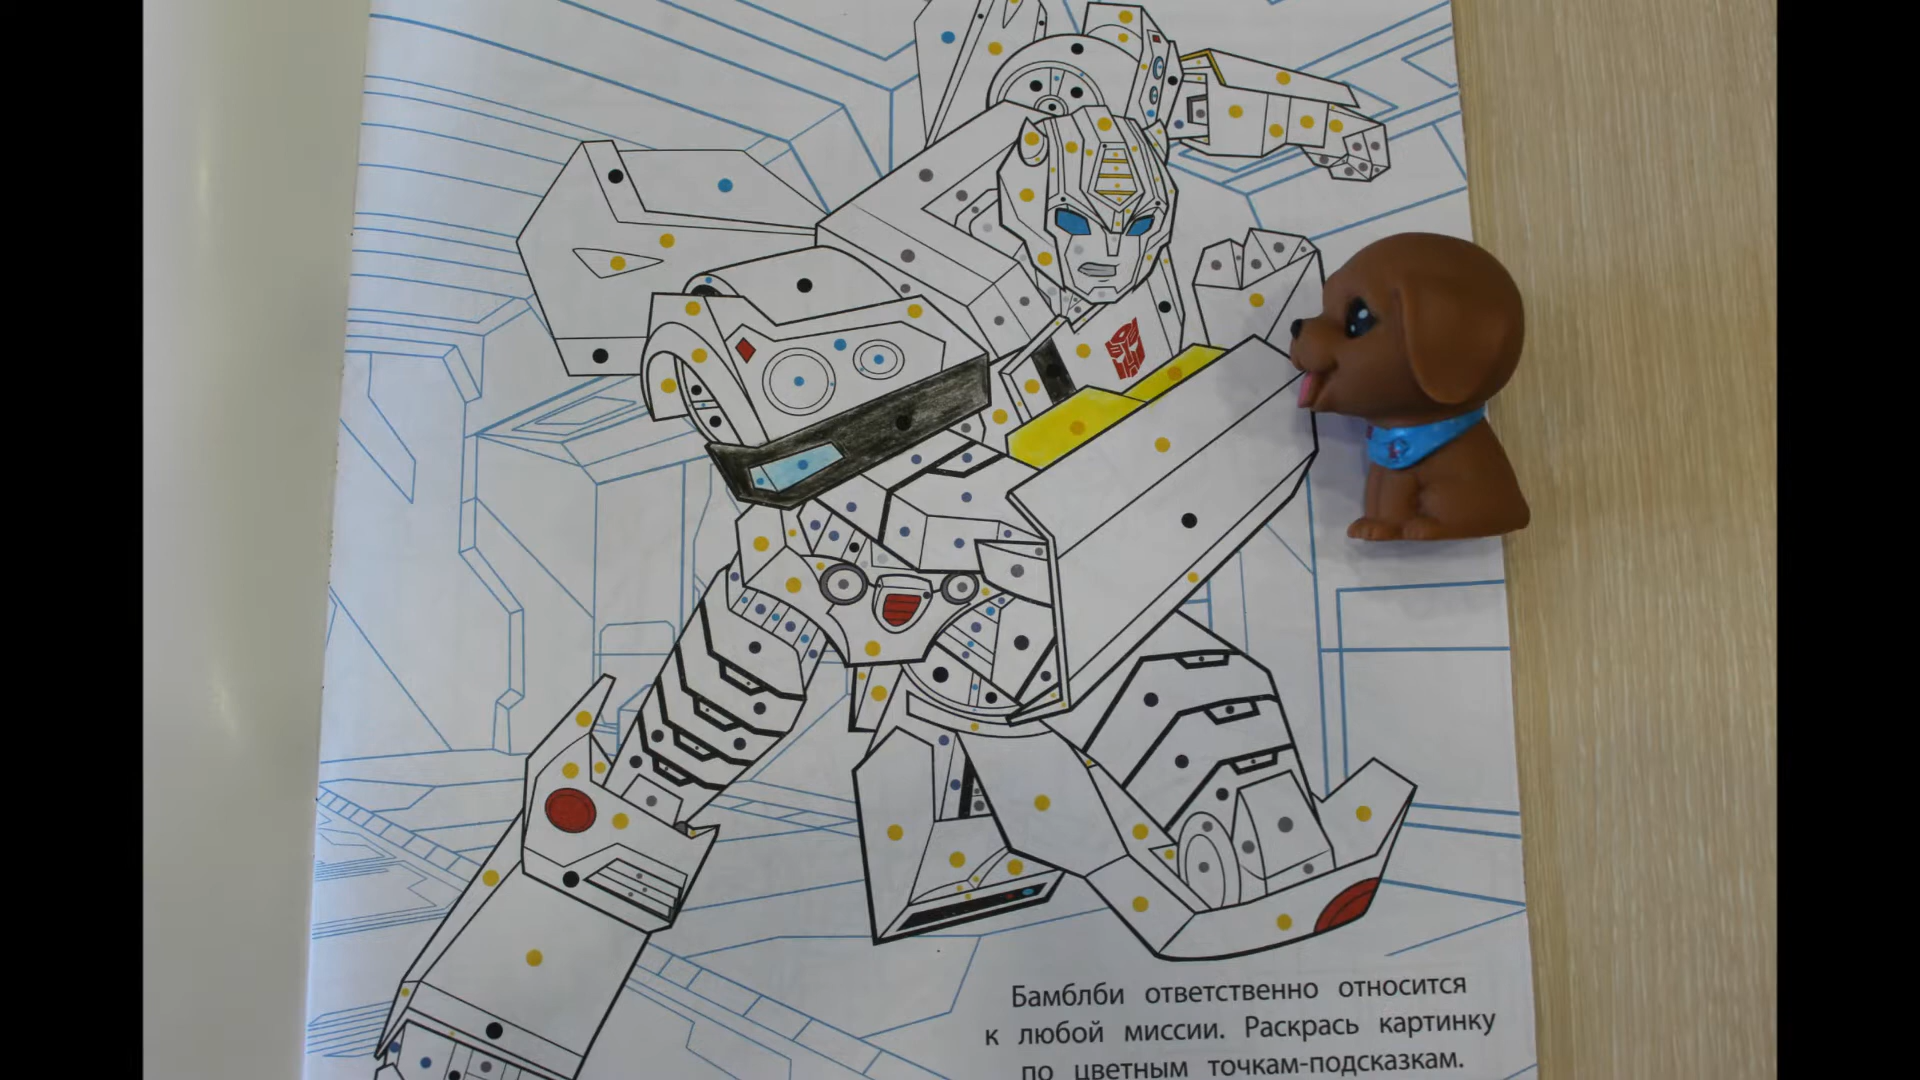 Бамблби ответственно относится
к любой миссии. Раскрась картинку
по цветным точкам-подсказкам.